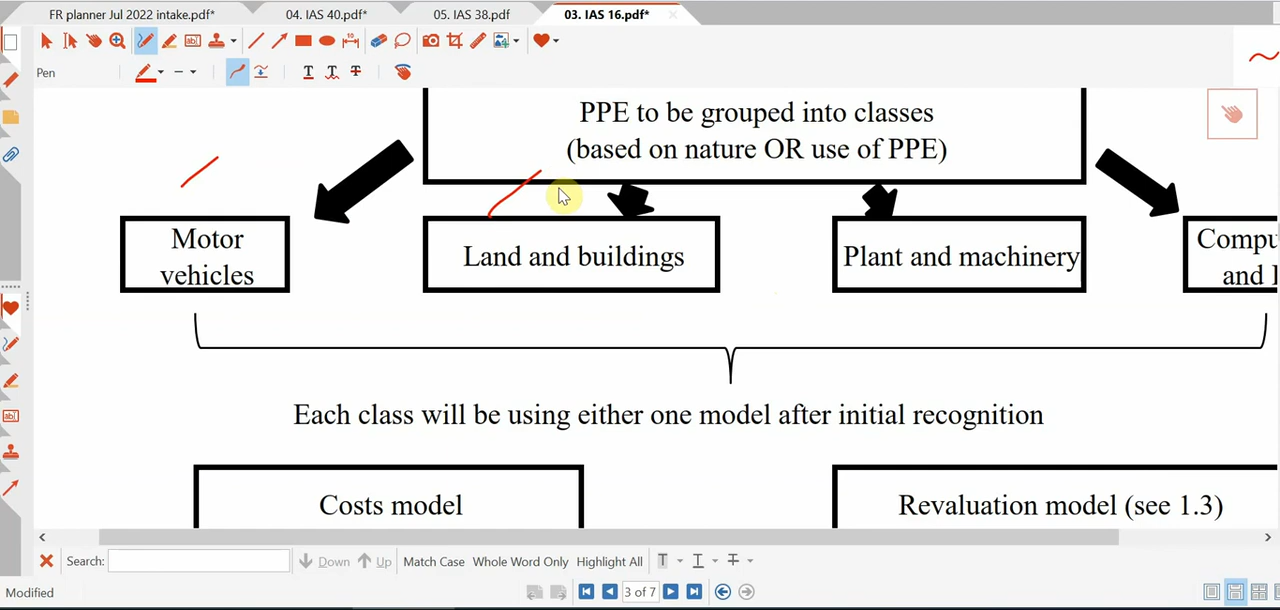 FR planner Jul 2022 intake.pdf*
04. IAS 40.pdf*
05. IAS 38.pdf
03. IAS 16.pdf*
Pen
PPE to be grouped into classes
(based on nature OR use of PPE)
Motor
vehicles
Land and buildings
Plant and machinery
Compu
and
Each class will be using either one model after initial recognition
Costs model
Revaluation model (see 1.3)
Search:
Down
Up
Match Case
Whole Word Only
Highlight All
3 of 7
Modified